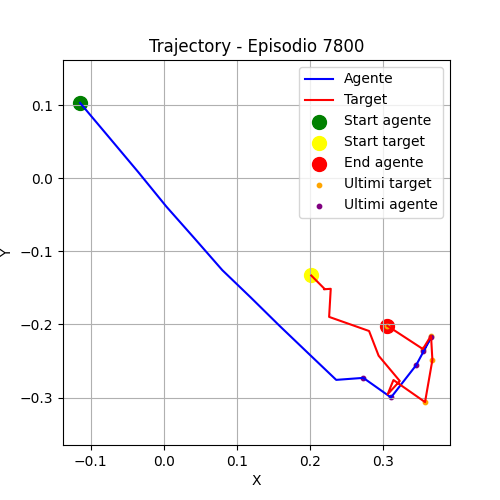 Trajectory - Episodio 7800
Agente
Target
Start agente
Start target
End agente
Ultimi target
Ultimi agente
0.1
0.0
−0.1
−0.2
−0.3
Y
−0.1
0.0
0.1
0.2
0.3
X